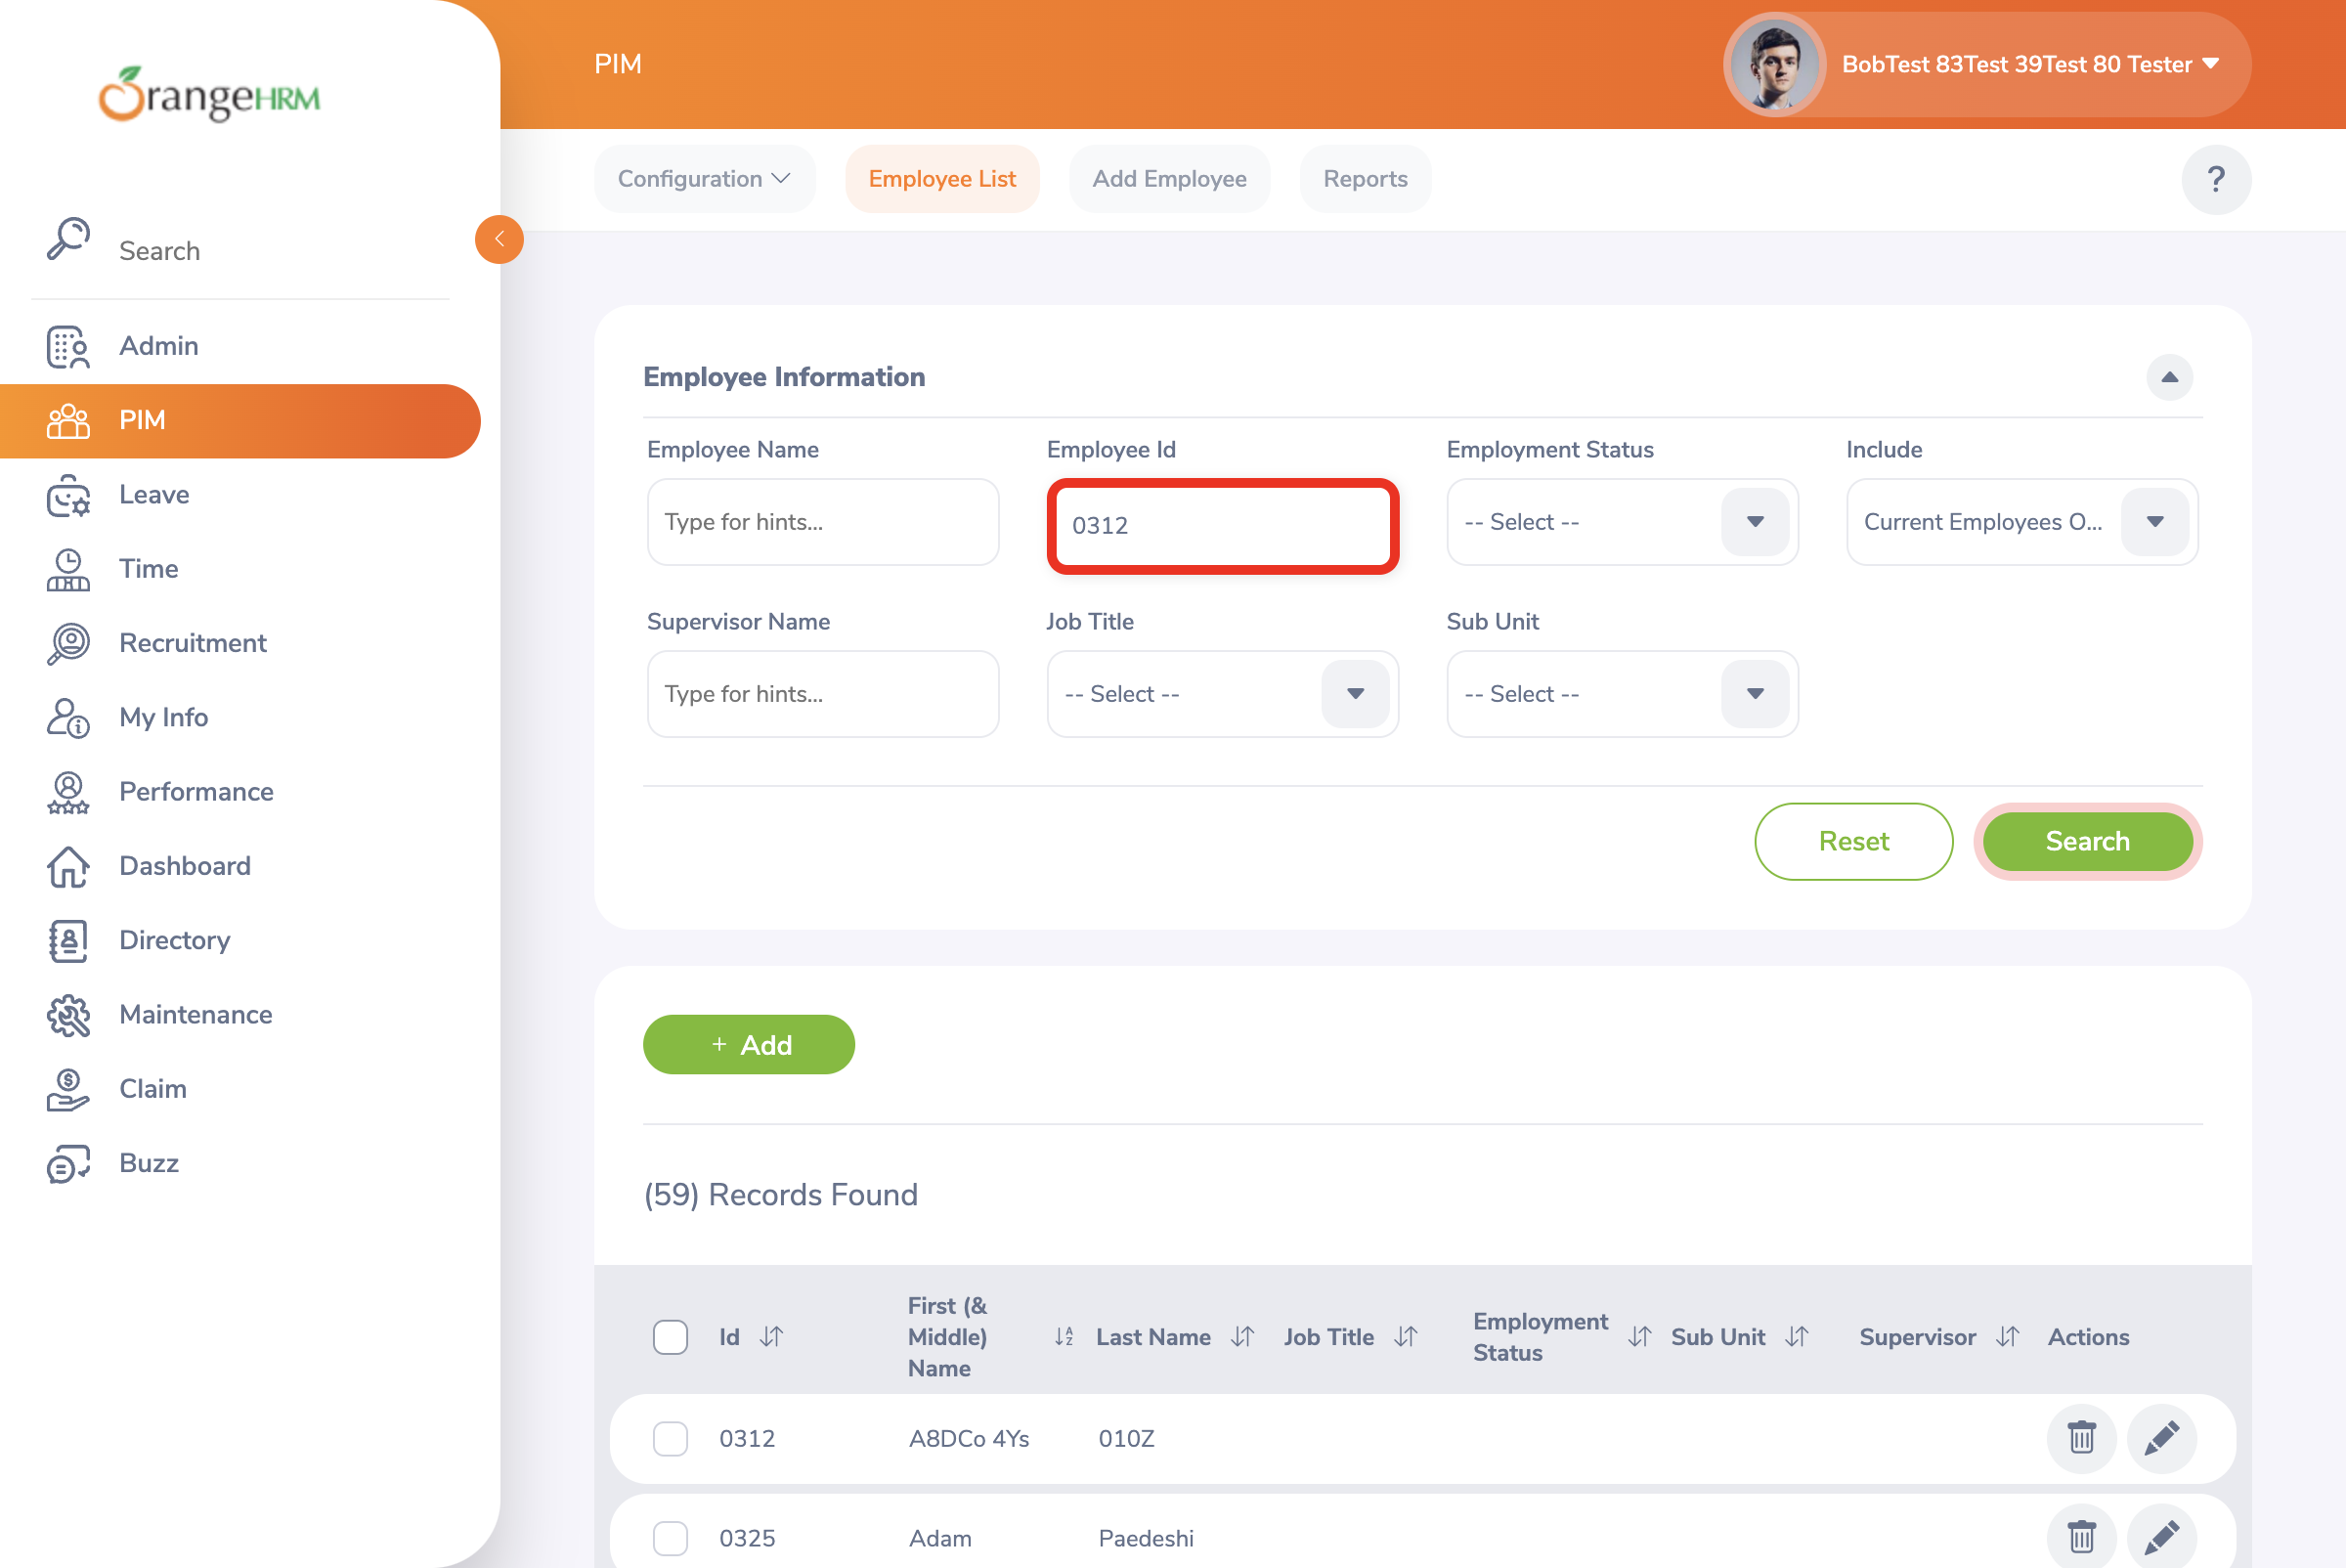 OrangeHRM
PIM
BobTest 83Test 39Test 80 Tester
Configuration
Employee List
Add Employee
Reports
?
Search
Admin
PIM
Leave
Time
Recruitment
My Info
Performance
Dashboard
Directory
Maintenance
Claim
Buzz
Employee Information
Employee Name
Employee Id
Employment Status
Include
Type for hints...
0312
-- Select --
Current Employees O...
Supervisor Name
Job Title
Sub Unit
Type for hints...
-- Select --
-- Select --
Reset
Search
+ Add
(59) Records Found
Id
First (& Middle) Name
Last Name
Job Title
Employment Status
Sub Unit
Supervisor
Actions
0312 A8DCo 4Ys 010Z
0325 Adam Paedeshi